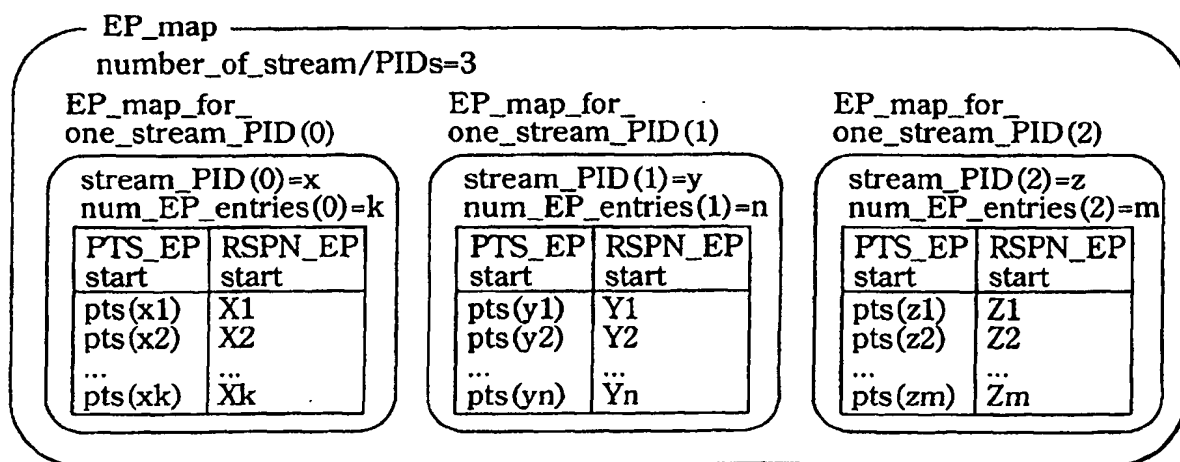 EP_map
number_of_stream/PIDs=3
EP_map_for_
one_stream_PID(0)
stream_PID(0)=x
num_EP_entries(0)=k
PTS_EP RSPN_EP
start start
pts(x1) X1
pts(x2) X2
... ...
pts(xk) Xk
EP_map_for_
one_stream_PID(1)
stream_PID(1)=y
num_EP_entries(1)=n
PTS_EP RSPN_EP
start start
pts(y1) Y1
pts(y2) Y2
... ...
pts(yn) Yn
EP_map_for_
one_stream_PID(2)
stream_PID(2)=z
num_EP_entries(2)=m
PTS_EP RSPN_EP
start start
pts(z1) Z1
pts(z2) Z2
... ...
pts(zm) Zm